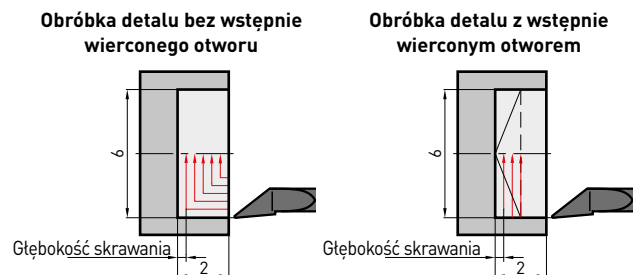 Obróbka detalu bez wstępnie
wierconego otworu
6
Głębokość skrawania
2
Obróbka detalu z wstępnie
wierconym otworem
6
Głębokość skrawania
2